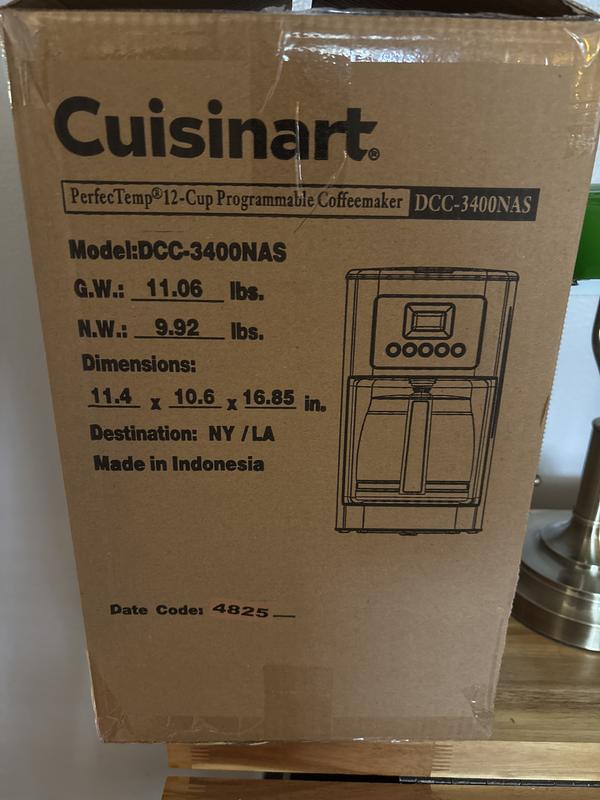 Cuisinart®
PerfecTemp®12-Cup Programmable Coffeemaker DCC-3400NAS
Model:DCC-3400NAS
G.W.: 11.06 lbs.
N.W.: 9.92 lbs.
Dimensions:
11.4 x 10.6 x 16.85 in.
Destination: NY / LA
Made in Indonesia
Date Code: 4825